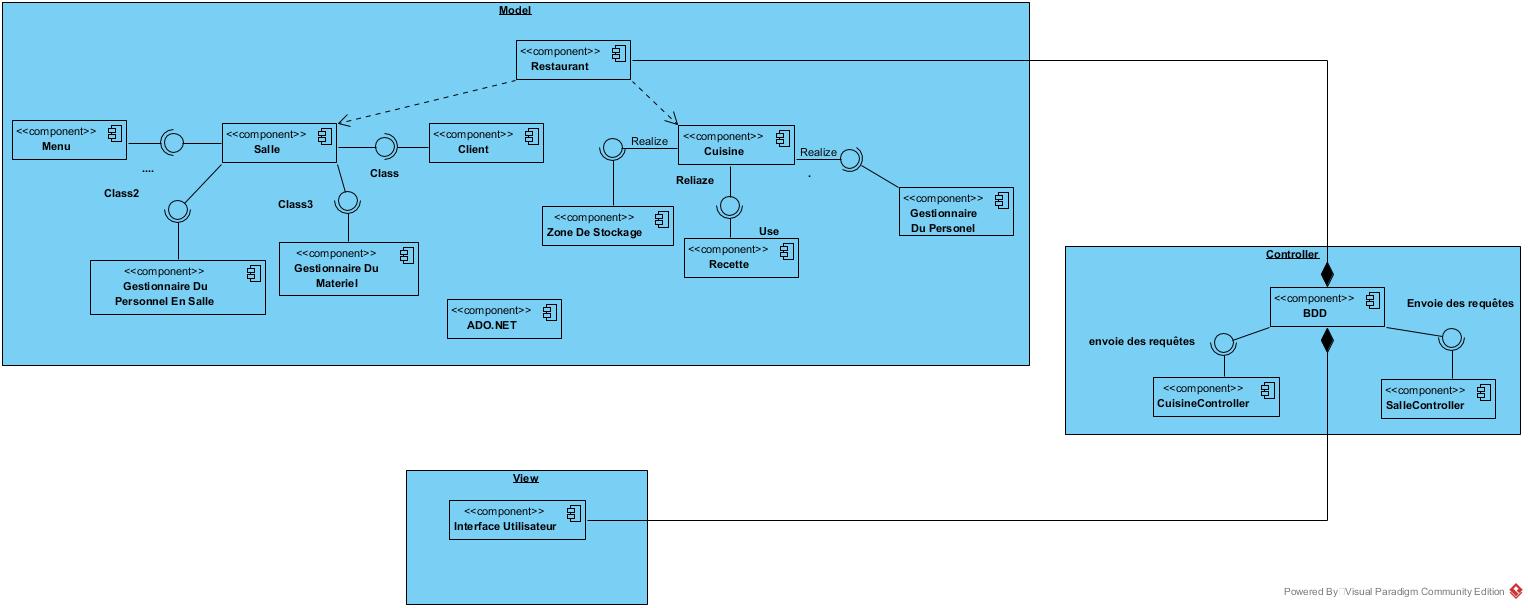 Model
<<component>>
Restaurant
<<component>>
Menu
....
<<component>>
Salle
Class
<<component>>
Client
Class2
Class3
<<component>>
Gestionnaire Du
Personnel En Salle
<<component>>
Gestionnaire Du
Materiel
<<component>>
ADO.NET
Realize
<<component>>
Cuisine
Realize
.
Reliaze
Use
<<component>>
Zone De Stockage
<<component>>
Recette
<<component>>
Gestionnaire
Du Personel
Controller
<<component>>
BDD
Envoie des requêtes
envoie des requêtes
<<component>>
CuisineController
<<component>>
SalleController
View
<<component>>
Interface Utilisateur
Powered By Visual Paradigm Community Edition